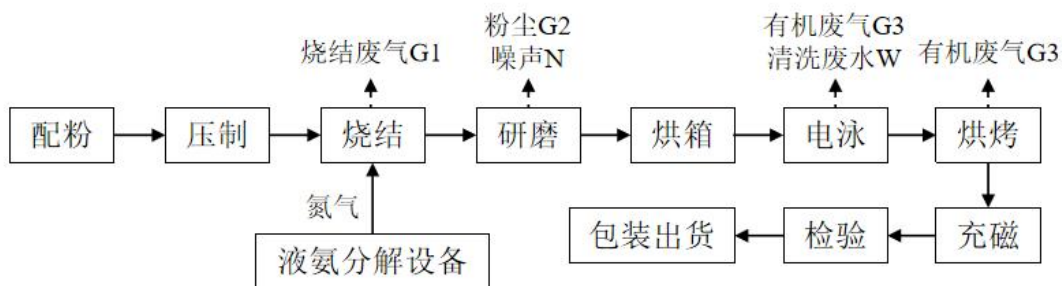 烧结废气G1
粉尘G2
噪声N
有机废气G3
清洗废水W
有机废气G3
配粉
压制
烧结
研磨
烘箱
电泳
烘烤
氮气
液氨分解设备
包装出货
检验
充磁